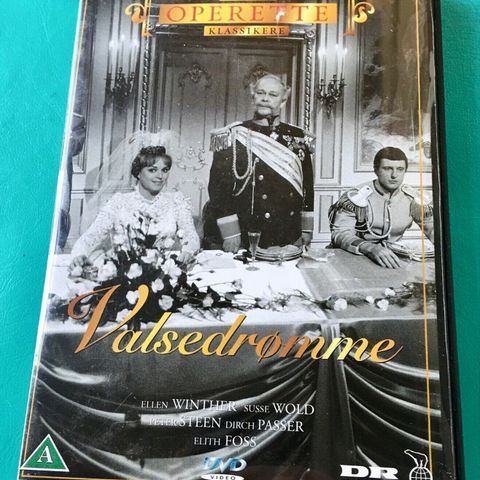 OPERETTE
KLASSIKERE
Valsedrømme
ELLEN WINTHER SUSSE WOLD
PETER STEEN DIRCH PASSER
ELITH FOSS
A
DVD
VIDEO
DR